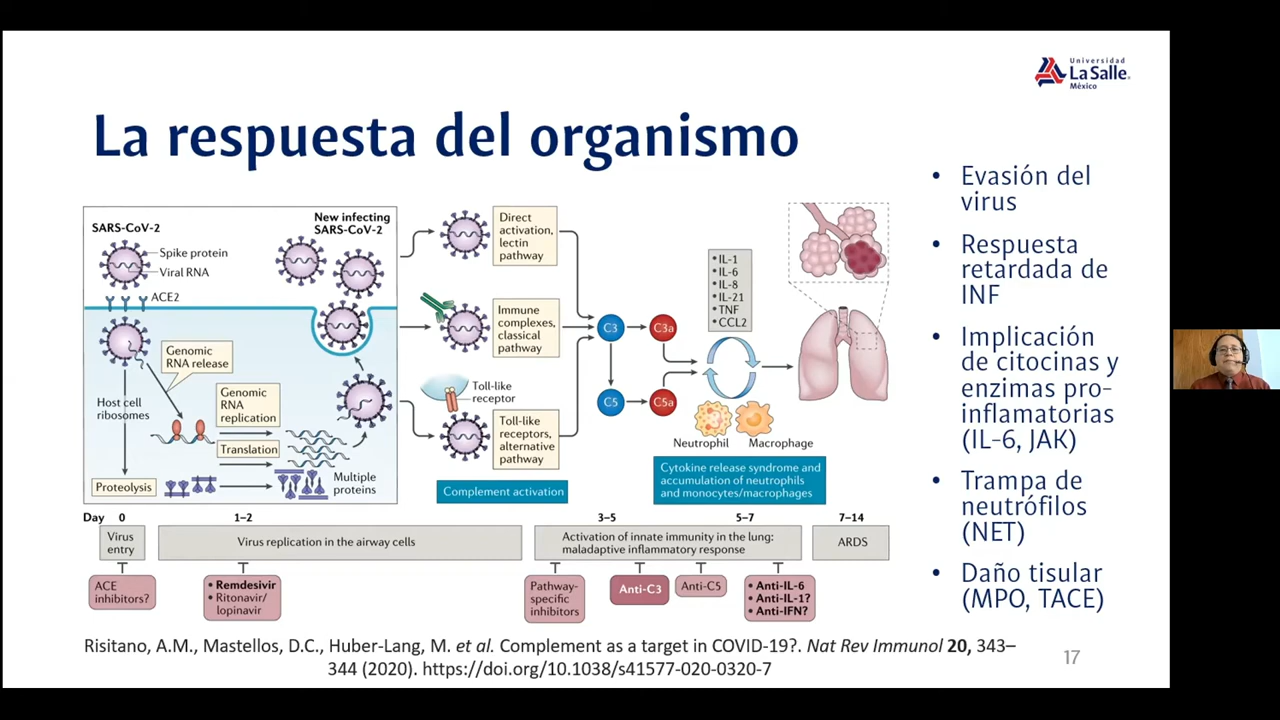 Universidad
La Salle.
México
La respuesta del organismo
SARS-CoV-2
Spike protein
Viral RNA
ACE2
New infecting
SARS-CoV-2
Genomic
RNA release
Host cell
ribosomes
Genomic
RNA
replication
Translation
Proteolysis
Multiple
proteins
Direct
activation,
lectin
pathway
Immune
complexes,
classical
pathway
Toll-like
receptor
Toll-like
receptors,
alternative
pathway
Complement activation
C3
C3a
C5
C5a
• IL-1
• IL-6
• IL-8
• IL-21
• TNF
• CCL2
Neutrophil
Macrophage
Cytokine release syndrome and
accumulation of neutrophils
and monocytes/macrophages
Day 0 1–2 3–5 5–7 7–14
Virus
entry
Virus replication in the airway cells
Activation of innate immunity in the lung:
maladaptive inflammatory response
ARDS
ACE
inhibitors?
• Remdesivir
• Ritonavir/
lopinavir
Pathway-
specific
inhibitors
Anti-C3
Anti-C5
• Anti-IL-6
• Anti-IL-1?
• Anti-IFN?
• Evasión del
virus
• Respuesta
retardada de
INF
• Implicación
de citocinas y
enzimas pro-
inflamatorias
(IL-6, JAK)
• Trampa de
neutrófilos
(NET)
• Daño tisular
(MPO, TACE)
Risitano, A.M., Mastellos, D.C., Huber-Lang, M. et al. Complement as a target in COVID-19?. Nat Rev Immunol 20, 343–
344 (2020). https://doi.org/10.1038/s41577-020-0320-7
17